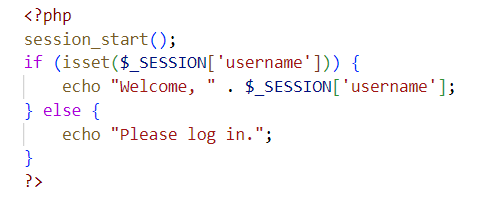 <?php
session_start();
if (isset($_SESSION['username'])) {
    echo "Welcome, " . $_SESSION['username'];
} else {
    echo "Please log in.";
}
?>